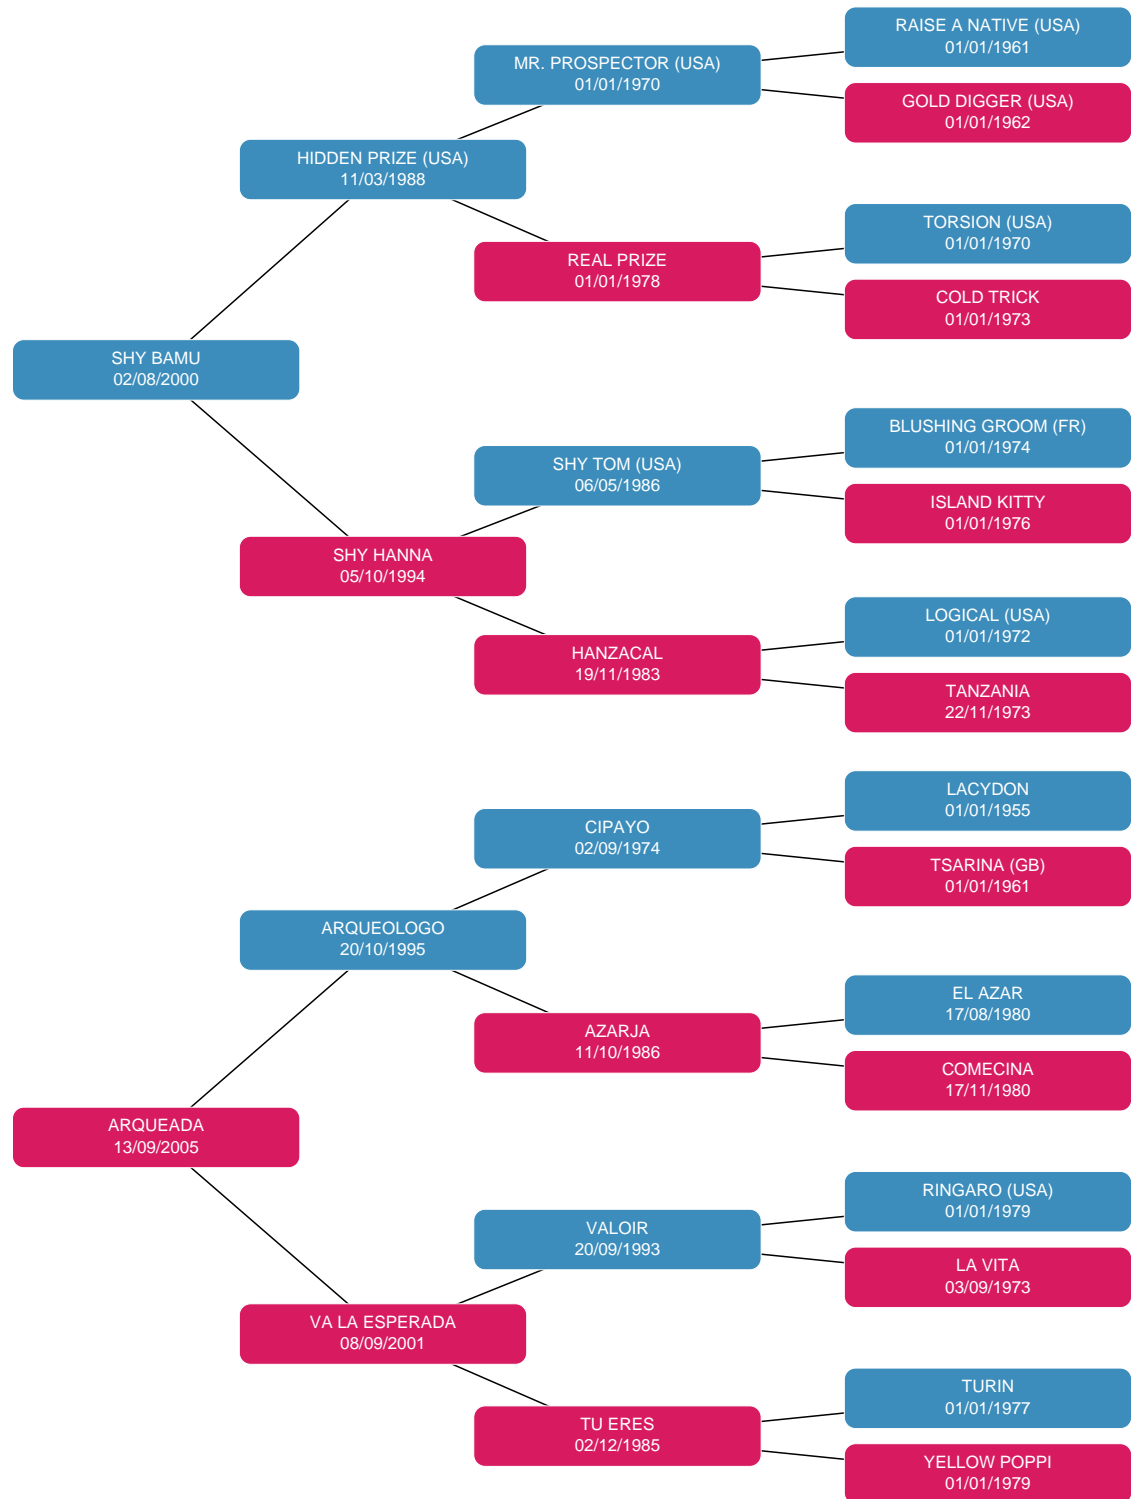 RAISE A NATIVE (USA)
01/01/1961
MR. PROSPECTOR (USA)
01/01/1970
GOLD DIGGER (USA)
01/01/1962
HIDDEN PRIZE (USA)
11/03/1988
TORSION (USA)
01/01/1970
REAL PRIZE
01/01/1978
COLD TRICK
01/01/1973
SHY BAMU
02/08/2000
BLUSHING GROOM (FR)
01/01/1974
SHY TOM (USA)
06/05/1986
ISLAND KITTY
01/01/1976
SHY HANNA
05/10/1994
LOGICAL (USA)
01/01/1972
HANZACAL
19/11/1983
TANZANIA
22/11/1973
LACYDON
01/01/1955
CIPAYO
02/09/1974
TSARINA (GB)
01/01/1961
ARQUEOLOGO
20/10/1995
EL AZAR
17/08/1980
AZARJA
11/10/1986
COMECINA
17/11/1980
ARQUEADA
13/09/2005
RINGARO (USA)
01/01/1979
VALOIR
20/09/1993
LA VITA
03/09/1973
VA LA ESPERADA
08/09/2001
TURIN
01/01/1977
TU ERES
02/12/1985
YELLOW POPPI
01/01/1979